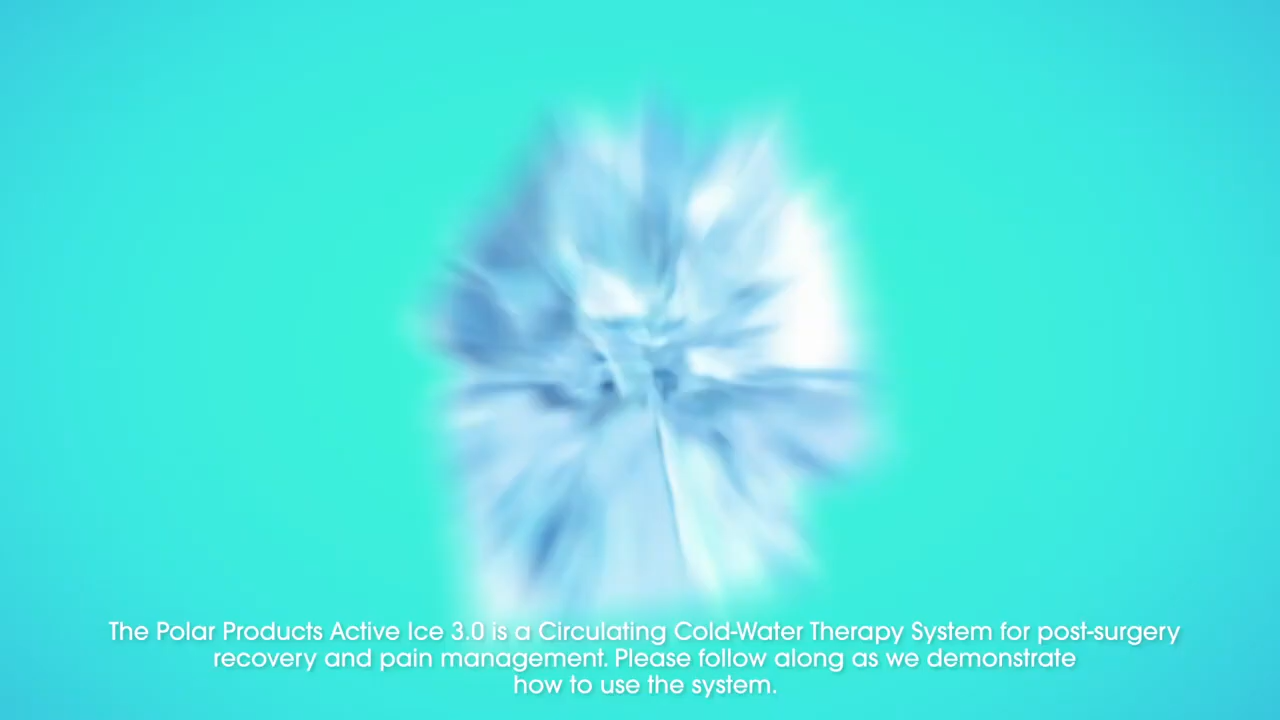 The Polar Products Active Ice 3.0 is a Circulating Cold-Water Therapy System for post-surgery
recovery and pain management. Please follow along as we demonstrate
how to use the system.